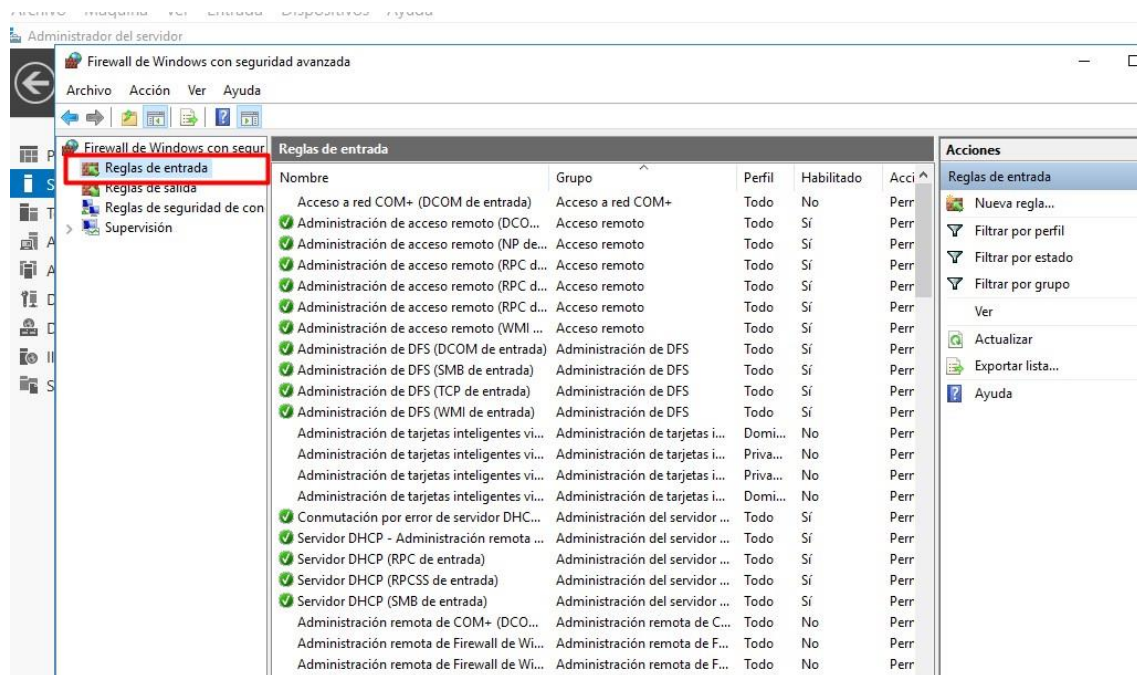 Archivo Máquina Ver Entrada Dispositivos Ayuda
Administrador del servidor
Firewall de Windows con seguridad avanzada
Archivo Acción Ver Ayuda
Firewall de Windows con segur
Reglas de entrada
Reglas de salida
Reglas de seguridad de con
Supervisión
Reglas de entrada
Nombre Grupo Perfil Habilitado Acci
Acceso a red COM+ (DCOM de entrada) Acceso a red COM+ Todo No Perr
Administración de acceso remoto (DCO... Acceso remoto Todo Sí Perr
Administración de acceso remoto (NP de... Acceso remoto Todo Sí Perr
Administración de acceso remoto (RPC d... Acceso remoto Todo Sí Perr
Administración de acceso remoto (RPC d... Acceso remoto Todo Sí Perr
Administración de acceso remoto (RPC d... Acceso remoto Todo Sí Perr
Administración de acceso remoto (WMI ... Acceso remoto Todo Sí Perr
Administración de DFS (DCOM de entrada) Administración de DFS Todo Sí Perr
Administración de DFS (SMB de entrada) Administración de DFS Todo Sí Perr
Administración de DFS (TCP de entrada) Administración de DFS Todo Sí Perr
Administración de DFS (WMI de entrada) Administración de DFS Todo Sí Perr
Administración de tarjetas inteligentes vi... Administración de tarjetas i... Domi... No Perr
Administración de tarjetas inteligentes vi... Administración de tarjetas i... Priva... No Perr
Administración de tarjetas inteligentes vi... Administración de tarjetas i... Priva... No Perr
Administración de tarjetas inteligentes vi... Administración de tarjetas i... Domi... No Perr
Conmutación por error de servidor DHC... Administración del servidor ... Todo Sí Perr
Servidor DHCP - Administración remota ... Administración del servidor ... Todo Sí Perr
Servidor DHCP (RPC de entrada) Administración del servidor ... Todo Sí Perr
Servidor DHCP (RPCSS de entrada) Administración del servidor ... Todo Sí Perr
Servidor DHCP (SMB de entrada) Administración del servidor ... Todo Sí Perr
Administración remota de COM+ (DCO... Administración remota de C... Todo No Perr
Administración remota de Firewall de Wi... Administración remota de F... Todo No Perr
Administración remota de Firewall de Wi... Administración remota de F... Todo No Perr
Acciones
Reglas de entrada
Nueva regla...
Filtrar por perfil
Filtrar por estado
Filtrar por grupo
Ver
Actualizar
Exportar lista...
Ayuda